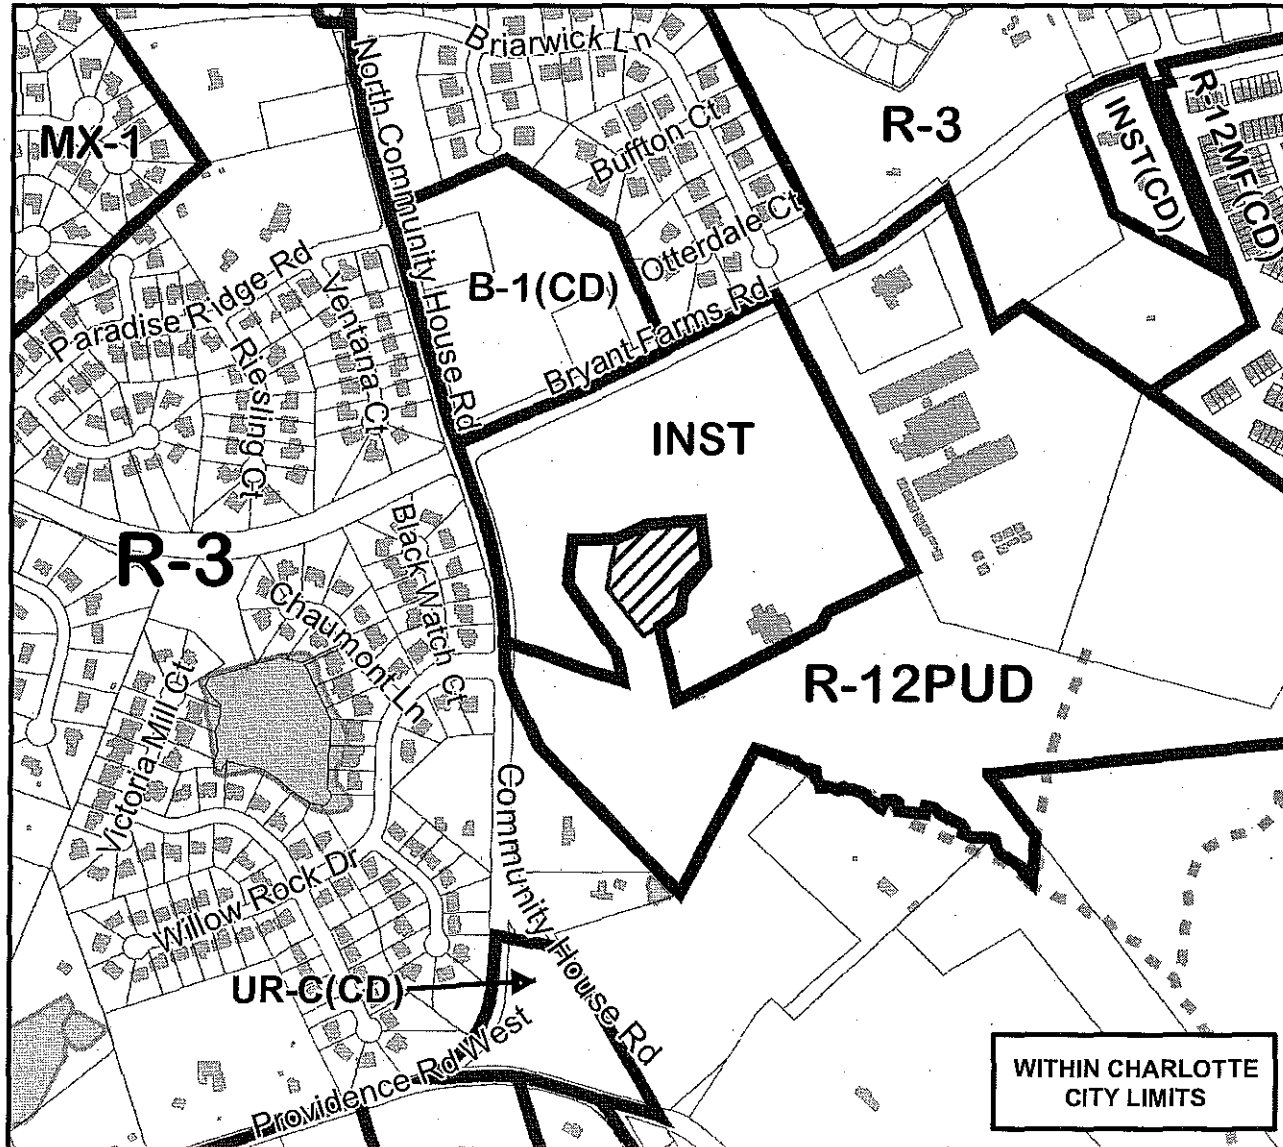 Briarwick Ln
North Community House Rd
MX-1
R-3
INST(CD)
R-12MF(CD)
Buffton Ct
Otterdale Ct
B-1(CD)
Paradise Ridge Rd
Ventana Ct
Riesling Ct
Bryant Farms Rd
INST
R-3
Black Watch Ct
Chaumont Ln
Victoria Mill Ct
R-12PUD
Community House Rd
Willow Rock Dr
UR-C(CD)
Providence Rd West
WITHIN CHARLOTTE
CITY LIMITS